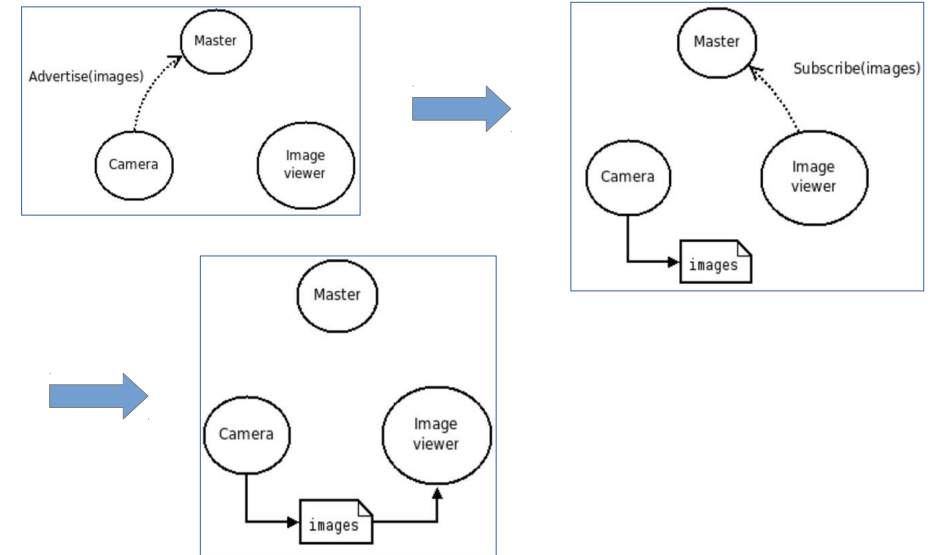 Master
Advertise(images)
Camera
Image
viewer
Master
Subscribe(images)
Camera
Image
viewer
images
Master
Camera
Image
viewer
images